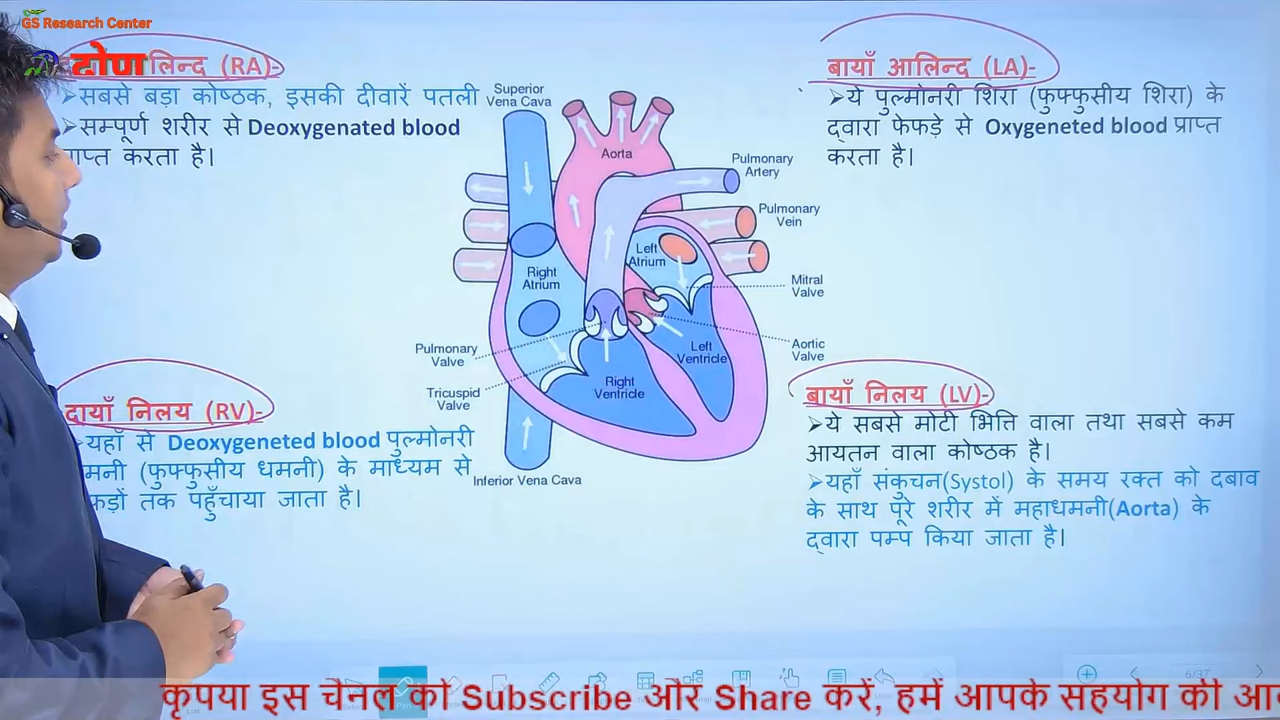 GS Research Center
द्रोण
लिन्द (RA)-
➢सबसे बड़ा कोष्ठक, इसकी दीवारें पतली
➢सम्पूर्ण शरीर से Deoxygenated blood
करता है।
Superior
Vena Cava
Aorta
Pulmonary
Artery
Pulmonary
Vein
Left
Atrium
Right
Atrium
Mitral
Valve
Aortic
Valve
Left
Ventricle
Pulmonary
Valve
Tricuspid
Valve
Right
Ventricle
Inferior Vena Cava
बायाँ आलिन्द (LA)-
➢ये पुल्मोनरी शिरा (फुफ्फुसीय शिरा) के
द्वारा फेफड़े से Oxygeneted blood प्राप्त
करता है।
दायाँ निलय (RV)-
यहाँ से Deoxygeneted blood पुल्मोनरी
मनी (फुफ्फुसीय धमनी) के माध्यम से
फड़ों तक पहुँचाया जाता है।
बायाँ निलय (LV)-
➢ये सबसे मोटी भित्ति वाला तथा सबसे कम
आयतन वाला कोष्ठक है।
➢यहाँ संकुचन(Systol) के समय रक्त को दबाव
के साथ पूरे शरीर में महाधमनी(Aorta) के
द्वारा पम्प किया जाता है।
6/37
कृपया इस चैनल को Subscribe और Share करें, हमें आपके सहयोग की आ